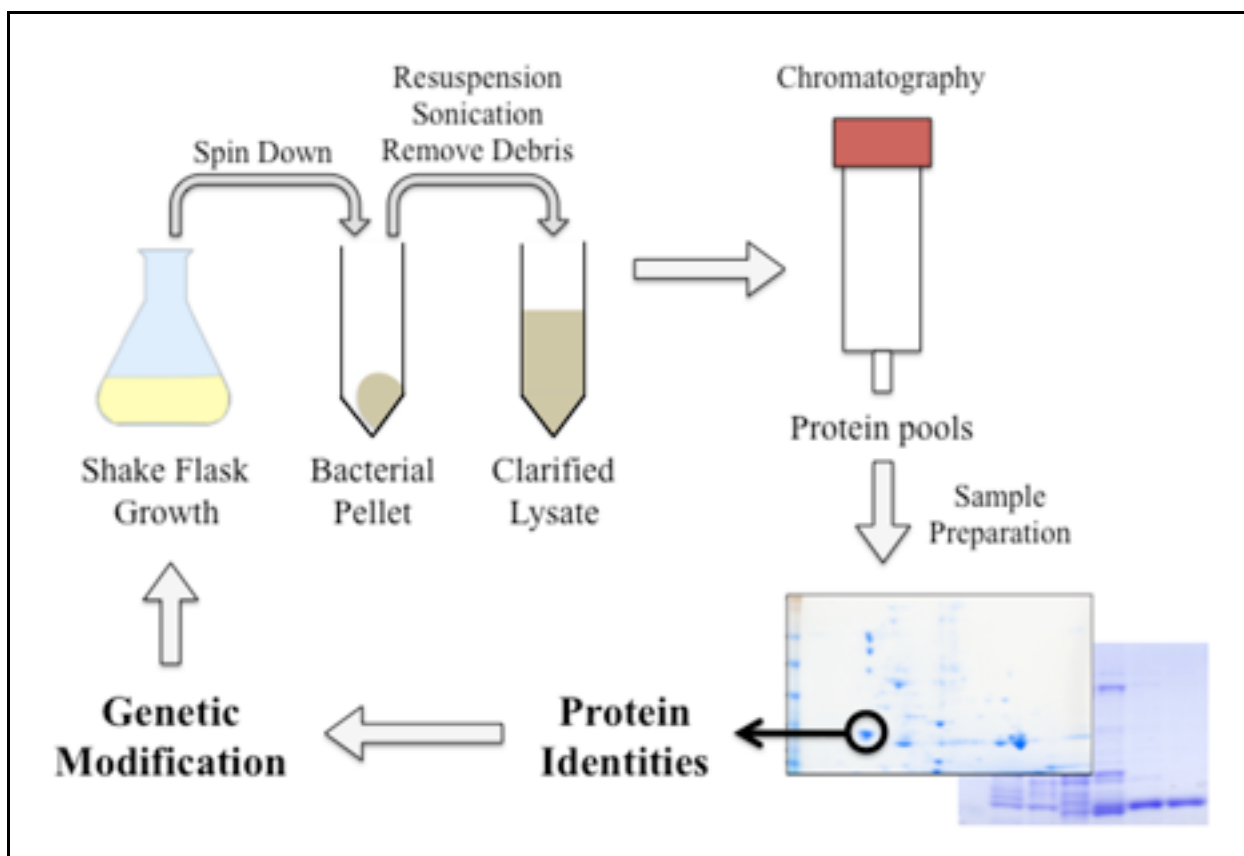 Resuspension
Sonication
Remove Debris
Chromatography
Spin Down
Shake Flask
Growth
Bacterial
Pellet
Clarified
Lysate
Protein pools
Sample
Preparation
Genetic
Modification
Protein
Identities